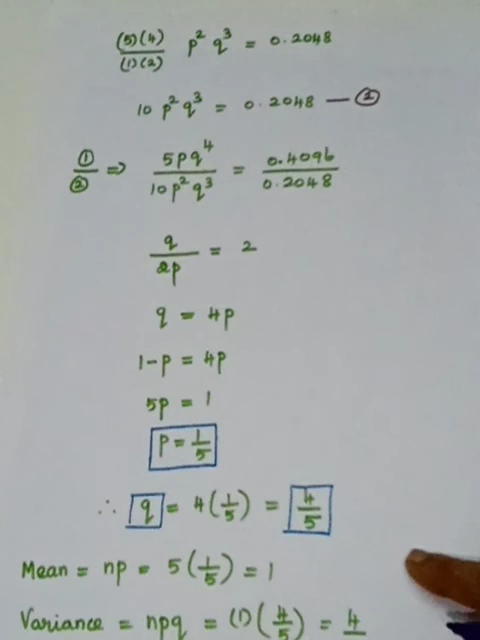 (5)(4)/(1)(2) p² q³ = 0.2048
10 p² q³ = 0.2048 — ②
①/② ⇒ 5pq⁴/10p²q³ = 0.4096/0.2048
q/2p = 2
q = 4p
1-p = 4p
5p = 1
p = 1/5
∴ q = 4(1/5) = 4/5
Mean = np = 5(1/5) = 1
Variance = npq = (1)(4/5) = 4